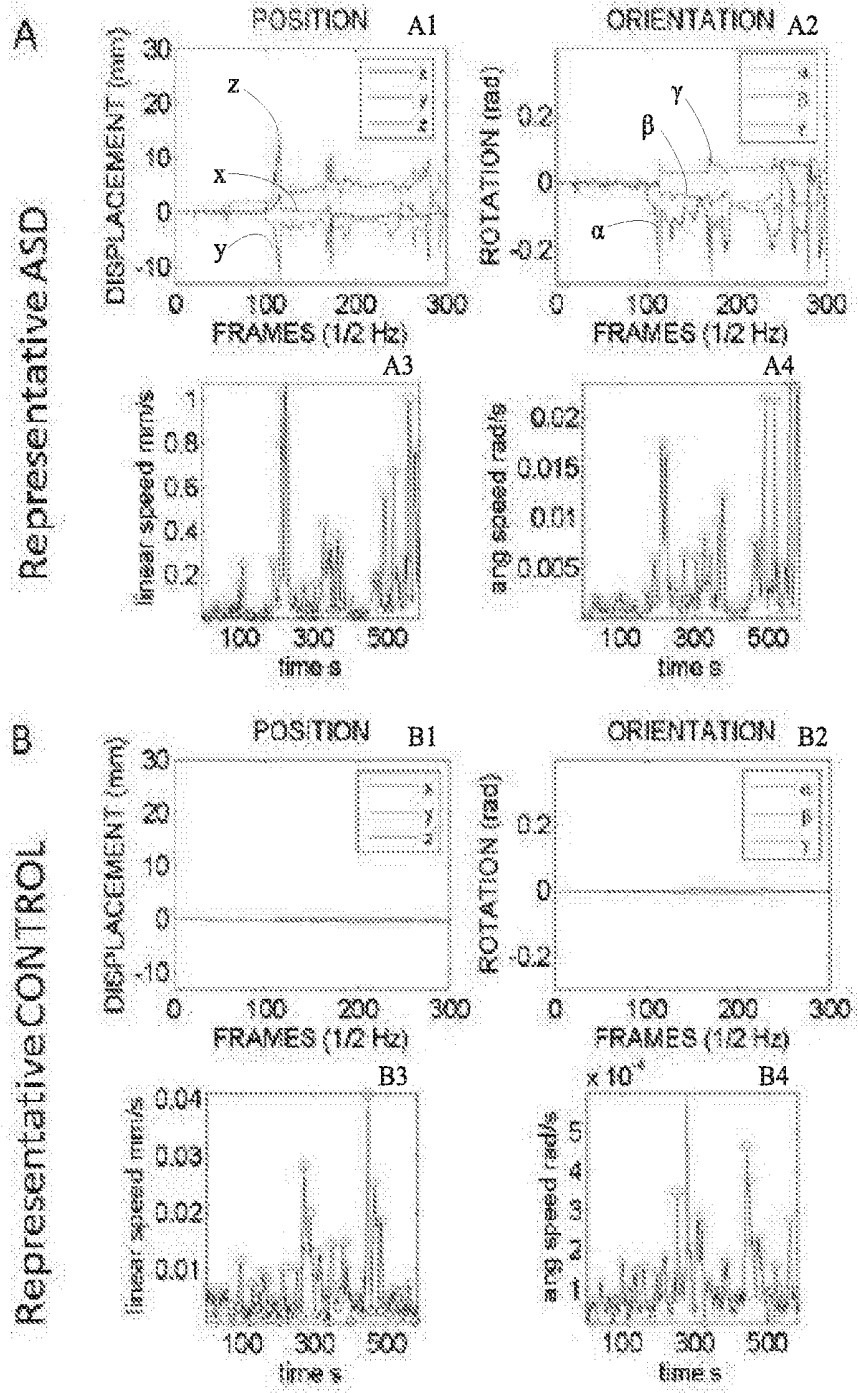 A
Representative ASD
POSITION
A1
DISPLACEMENT (mm)
30
20
10
0
-10
x
y
z
z
x
y
0
100
200
300
FRAMES (1/2 Hz)
ORIENTATION
A2
ROTATION (rad)
0.2
0
-0.2
β
γ
α
0
100
200
300
FRAMES (1/2 Hz)
A3
linear speed mm/s
1
0.8
0.6
0.4
0.2
100
300
500
time s
A4
ang speed rad/s
0.02
0.015
0.01
0.005
100
300
500
time s
B
Representative CONTROL
POSITION
B1
DISPLACEMENT (mm)
30
20
10
0
-10
x
y
z
0
100
200
300
FRAMES (1/2 Hz)
ORIENTATION
B2
ROTATION (rad)
0.2
0
-0.2
α
β
γ
0
100
200
300
FRAMES (1/2 Hz)
B3
linear speed mm/s
0.04
0.03
0.02
0.01
100
300
500
time s
B4
ang speed rad/s
5
4
3
2
1
100
300
500
time s